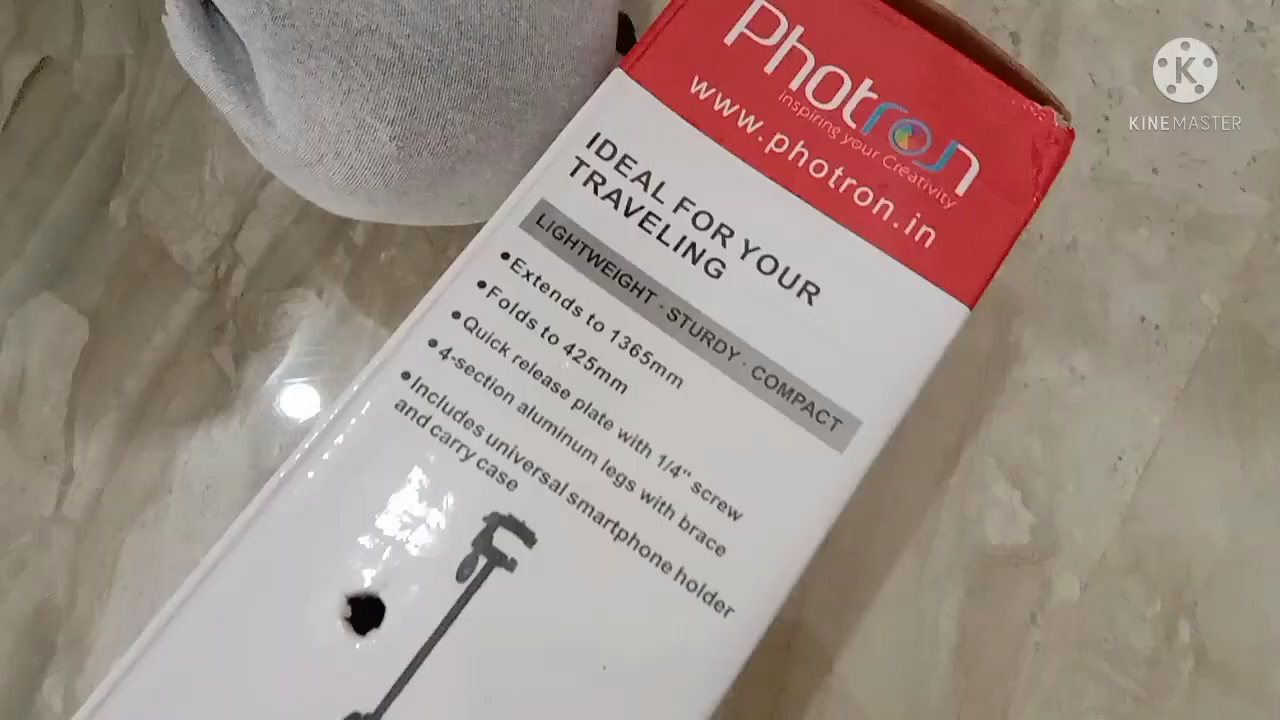 Photron
Inspiring your Creativity
www.photron.in
IDEAL FOR YOUR
TRAVELING
LIGHTWEIGHT · STURDY · COMPACT
•Extends to 1365mm
•Folds to 425mm
•Quick release plate with 1/4" screw
•4-section aluminum legs with brace
•Includes universal smartphone holder
and carry case
K
KINEMASTER